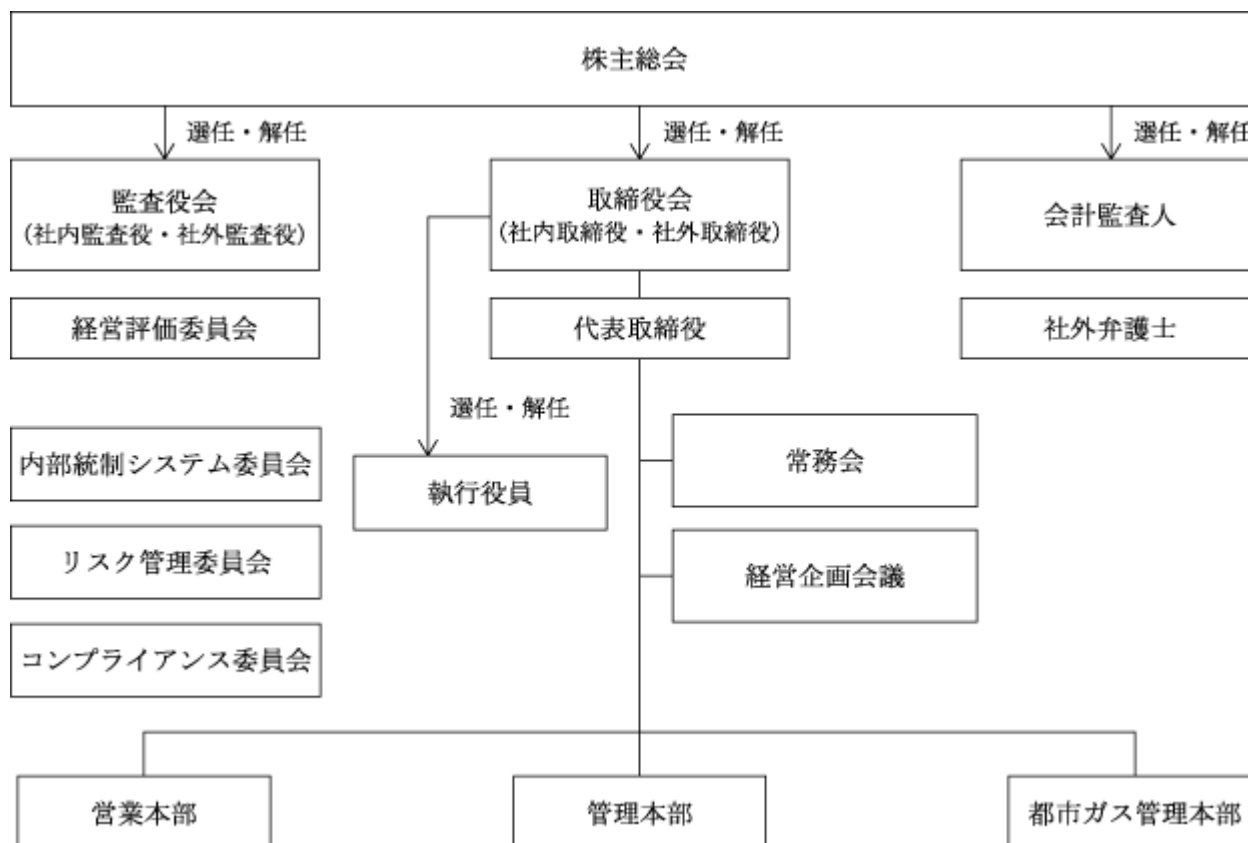 株主総会
選任・解任
選任・解任
選任・解任
監査役会
(社内監査役・社外監査役)
取締役会
(社内取締役・社外取締役)
会計監査人
経営評価委員会
代表取締役
社外弁護士
選任・解任
内部統制システム委員会
執行役員
常務会
リスク管理委員会
経営企画会議
コンプライアンス委員会
営業本部
管理本部
都市ガス管理本部